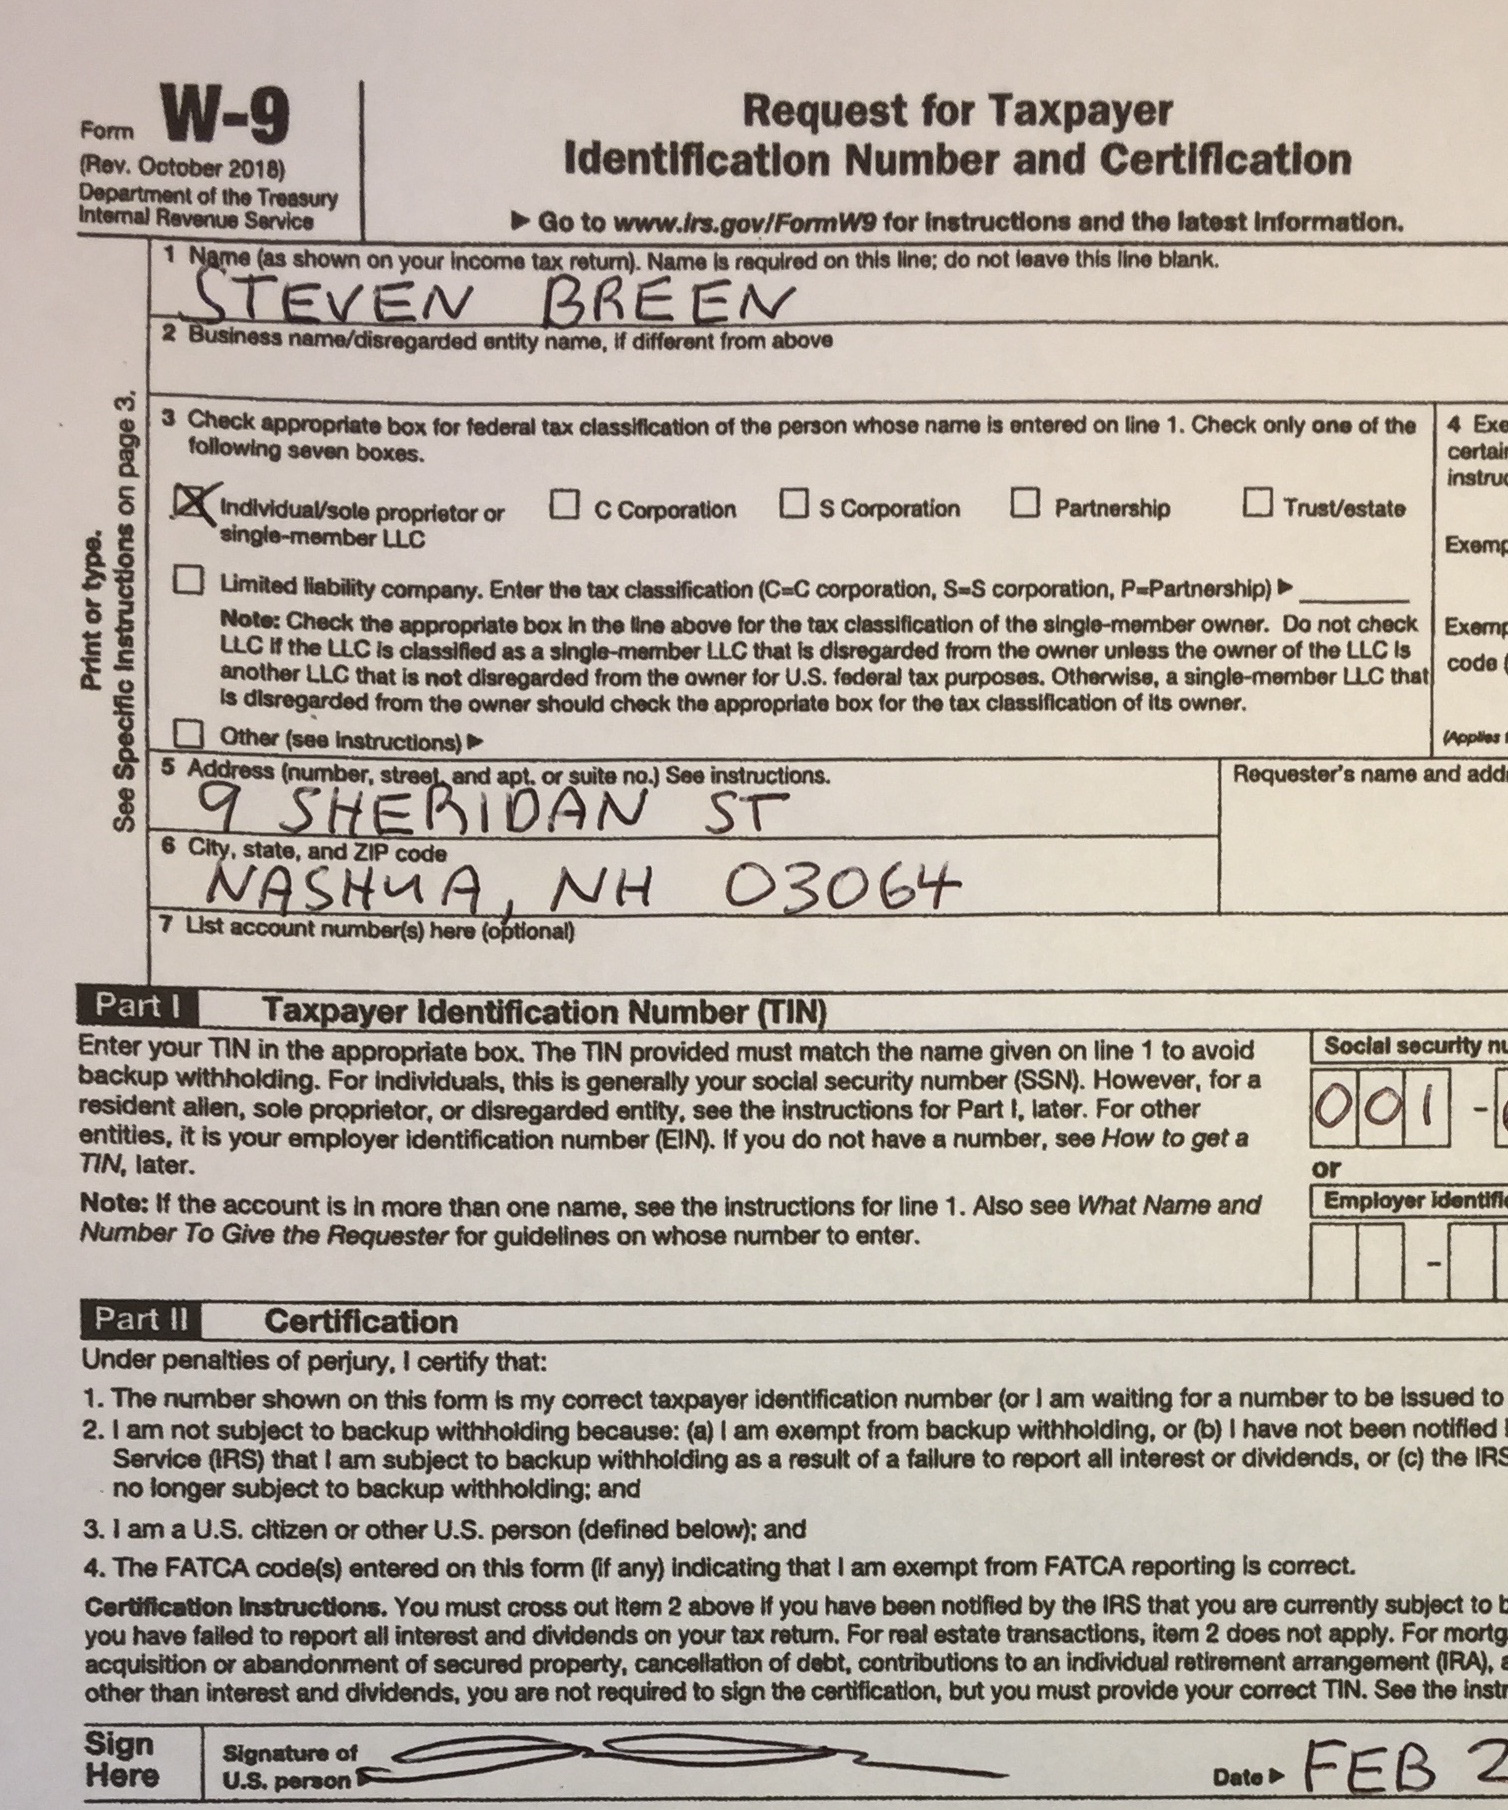 Form W-9
(Rev. October 2018)
Department of the Treasury
Internal Revenue Service
Request for Taxpayer
Identification Number and Certification
▶ Go to www.irs.gov/FormW9 for instructions and the latest information.
Print or type.
See Specific Instructions on page 3.
1 Name (as shown on your income tax return). Name is required on this line; do not leave this line blank.
STEVEN BREEN
2 Business name/disregarded entity name, if different from above
3 Check appropriate box for federal tax classification of the person whose name is entered on line 1. Check only one of the
following seven boxes.
Individual/sole proprietor or
single-member LLC
C Corporation
S Corporation
Partnership
Trust/estate
Limited liability company. Enter the tax classification (C=C corporation, S=S corporation, P=Partnership) ▶
Note: Check the appropriate box in the line above for the tax classification of the single-member owner. Do not check
LLC if the LLC is classified as a single-member LLC that is disregarded from the owner unless the owner of the LLC is
another LLC that is not disregarded from the owner for U.S. federal tax purposes. Otherwise, a single-member LLC that
is disregarded from the owner should check the appropriate box for the tax classification of its owner.
Other (see instructions) ▶
4 Exe
certain
instruc
Exemp
Exemp
code (
(Applies t
5 Address (number, street, and apt. or suite no.) See instructions.
9 SHERIDAN ST
Requester's name and addr
6 City, state, and ZIP code
NASHUA, NH 03064
7 List account number(s) here (optional)
Part I Taxpayer Identification Number (TIN)
Enter your TIN in the appropriate box. The TIN provided must match the name given on line 1 to avoid
backup withholding. For individuals, this is generally your social security number (SSN). However, for a
resident alien, sole proprietor, or disregarded entity, see the instructions for Part I, later. For other
entities, it is your employer identification number (EIN). If you do not have a number, see How to get a
TIN, later.
Note: If the account is in more than one name, see the instructions for line 1. Also see What Name and
Number To Give the Requester for guidelines on whose number to enter.
Social security nu
001 -
or
Employer identific
-
Part II Certification
Under penalties of perjury, I certify that:
1. The number shown on this form is my correct taxpayer identification number (or I am waiting for a number to be issued to
2. I am not subject to backup withholding because: (a) I am exempt from backup withholding, or (b) I have not been notified
Service (IRS) that I am subject to backup withholding as a result of a failure to report all interest or dividends, or (c) the IRS
no longer subject to backup withholding; and
3. I am a U.S. citizen or other U.S. person (defined below); and
4. The FATCA code(s) entered on this form (if any) indicating that I am exempt from FATCA reporting is correct.
Certification instructions. You must cross out item 2 above if you have been notified by the IRS that you are currently subject to b
you have failed to report all interest and dividends on your tax return. For real estate transactions, item 2 does not apply. For mortg
acquisition or abandonment of secured property, cancellation of debt, contributions to an individual retirement arrangement (IRA), a
other than interest and dividends, you are not required to sign the certification, but you must provide your correct TIN. See the instr
Sign
Here
Signature of
U.S. person ▶
Date ▶ FEB 2